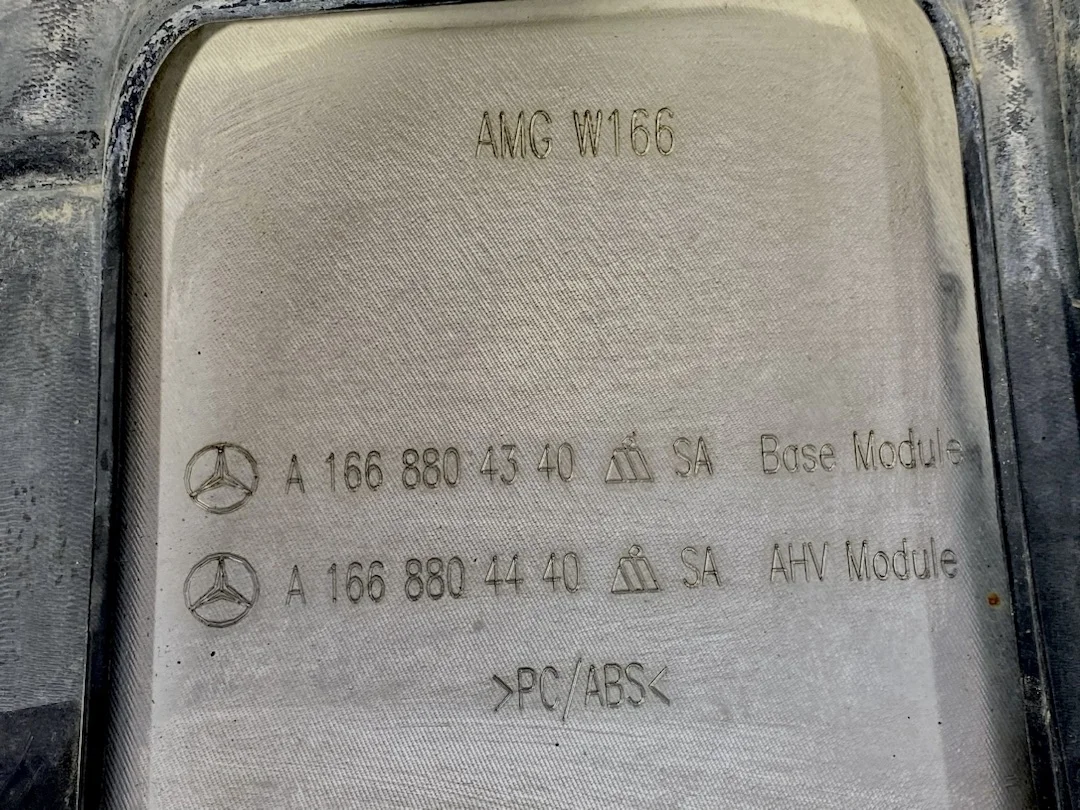 AMG W166
A 166 880 43 40 SA Base Module
A 166 880 44 40 SA AHV Module
>PC/ABS<